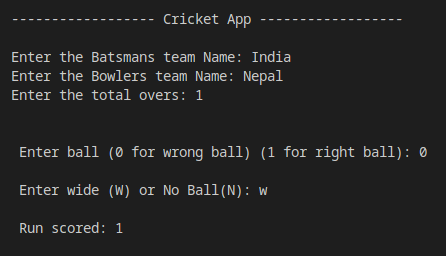 ------------------ Cricket App ------------------
Enter the Batsmans team Name: India
Enter the Bowlers team Name: Nepal
Enter the total overs: 1
Enter ball (0 for wrong ball) (1 for right ball): 0
Enter wide (W) or No Ball(N): w
Run scored: 1